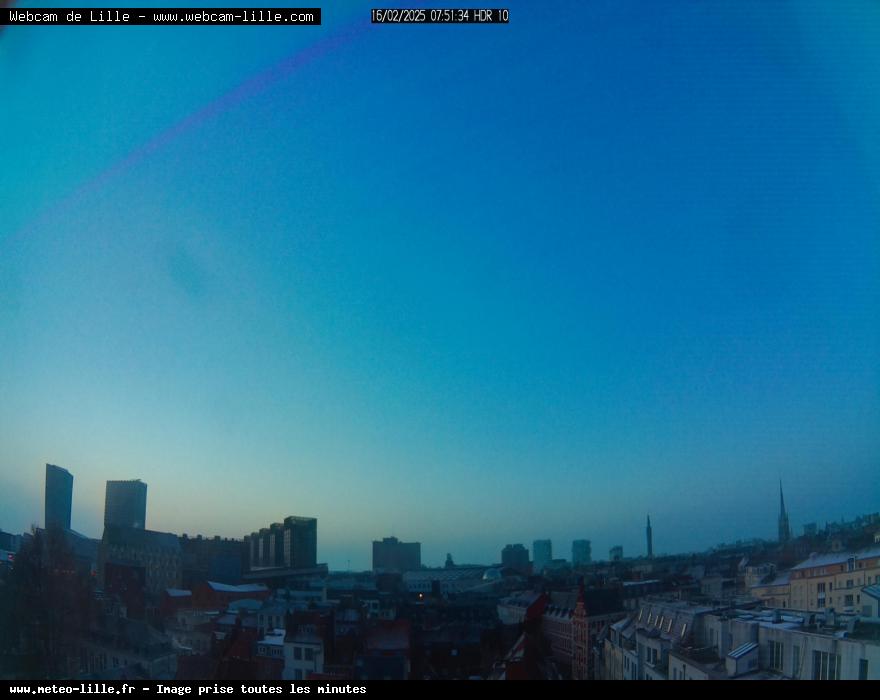 Webcam de Lille - www.webcam-lille.com
16/02/2025 07:51:34 HDR 10
www.meteo-lille.fr - Image prise toutes les minutes